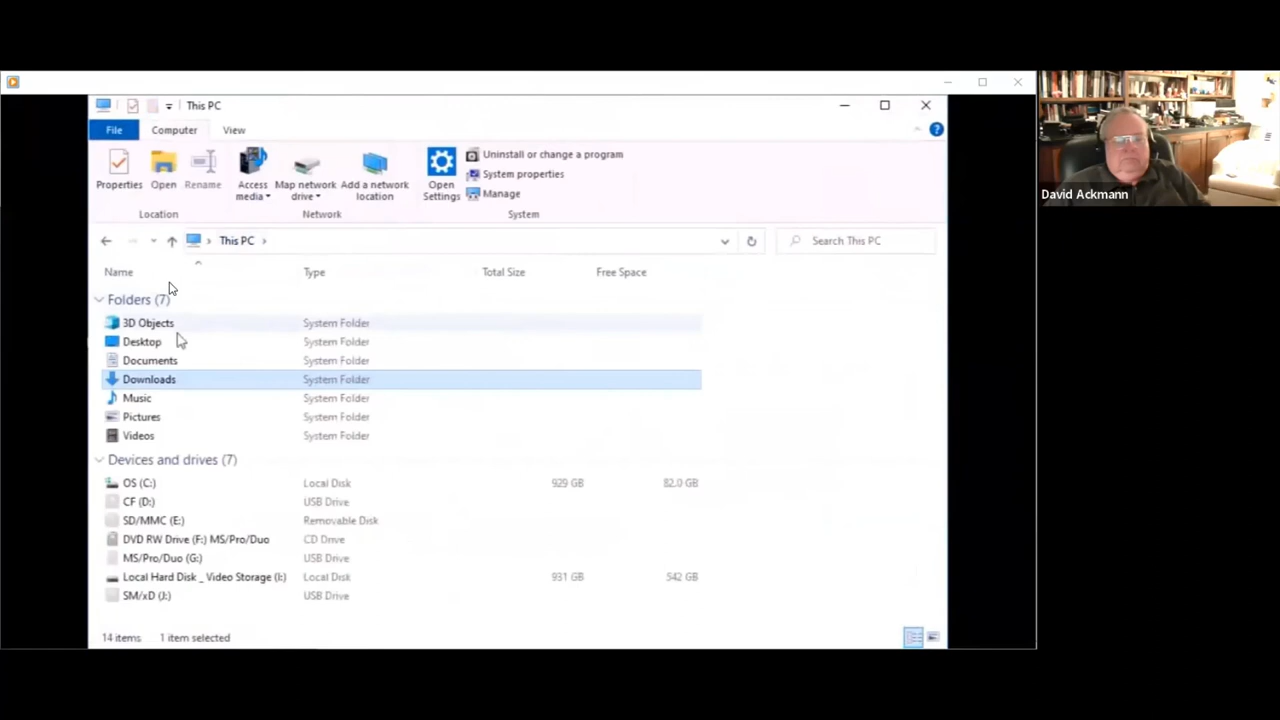 This PC
File Computer View
Properties Open Rename Access media Map network drive Add a network location Open Settings Uninstall or change a program
System properties
Manage
Location Network System
This PC Search This PC
Name Type Total Size Free Space
Folders (7)
3D Objects System Folder
Desktop System Folder
Documents System Folder
Downloads System Folder
Music System Folder
Pictures System Folder
Videos System Folder
Devices and drives (7)
OS (C:) Local Disk 929 GB 82.0 GB
CF (D:) USB Drive
SD/MMC (E:) Removable Disk
DVD RW Drive (F:) MS/Pro/Duo CD Drive
MS/Pro/Duo (G:) USB Drive
Local Hard Disk _ Video Storage (I:) Local Disk 931 GB 542 GB
SM/xD (J:) USB Drive
14 items 1 item selected
David Ackmann